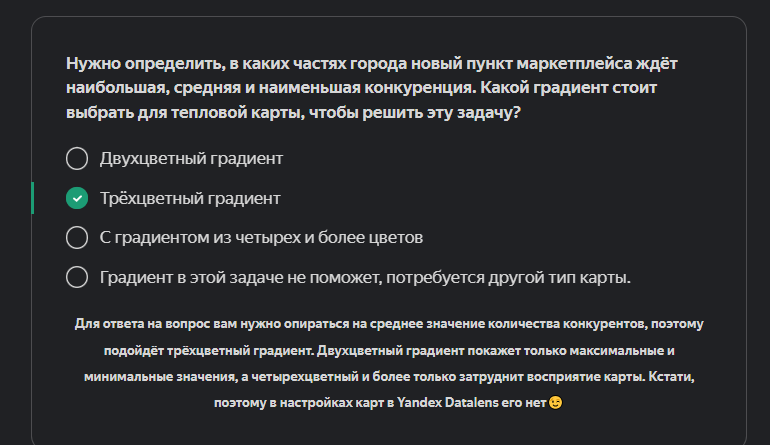 Нужно определить, в каких частях города новый пункт маркетплейса ждёт
наибольшая, средняя и наименьшая конкуренция. Какой градиент стоит
выбрать для тепловой карты, чтобы решить эту задачу?
Двухцветный градиент
Трёхцветный градиент
С градиентом из четырех и более цветов
Градиент в этой задаче не поможет, потребуется другой тип карты.
Для ответа на вопрос вам нужно опираться на среднее значение количества конкурентов, поэтому
подойдёт трёхцветный градиент. Двухцветный градиент покажет только максимальные и
минимальные значения, а четырехцветный и более только затруднит восприятие карты. Кстати,
поэтому в настройках карт в Yandex Datalens его нет😉